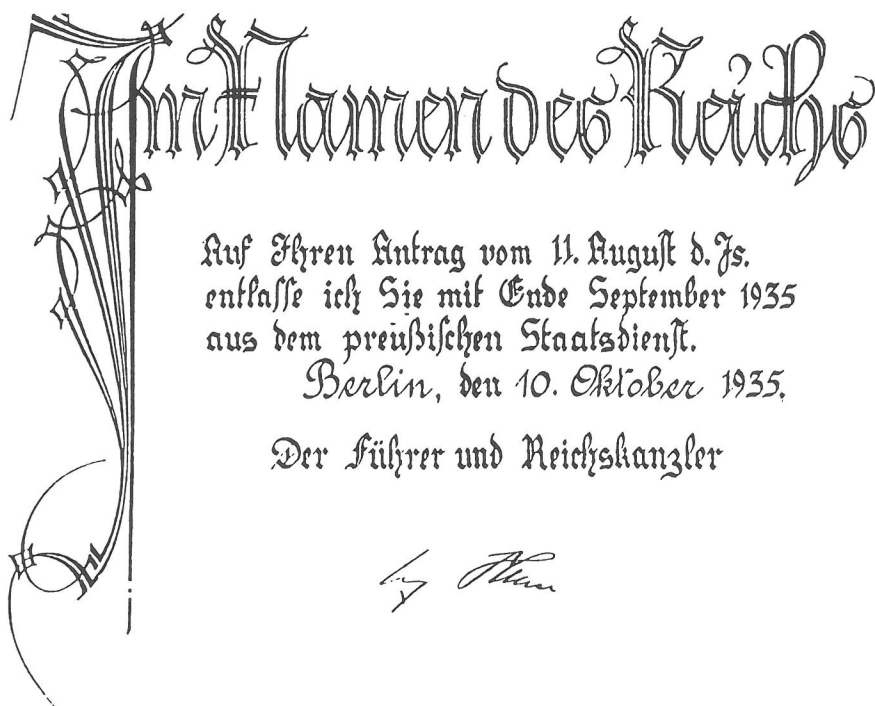 Im Namen des Reichs
Auf Ihren Antrag vom 11. August d. Js.
entlasse ich Sie mit Ende September 1935
aus dem preußischen Staatsdienst.
Berlin, den 10. Oktober 1935.
Der Führer und Reichskanzler